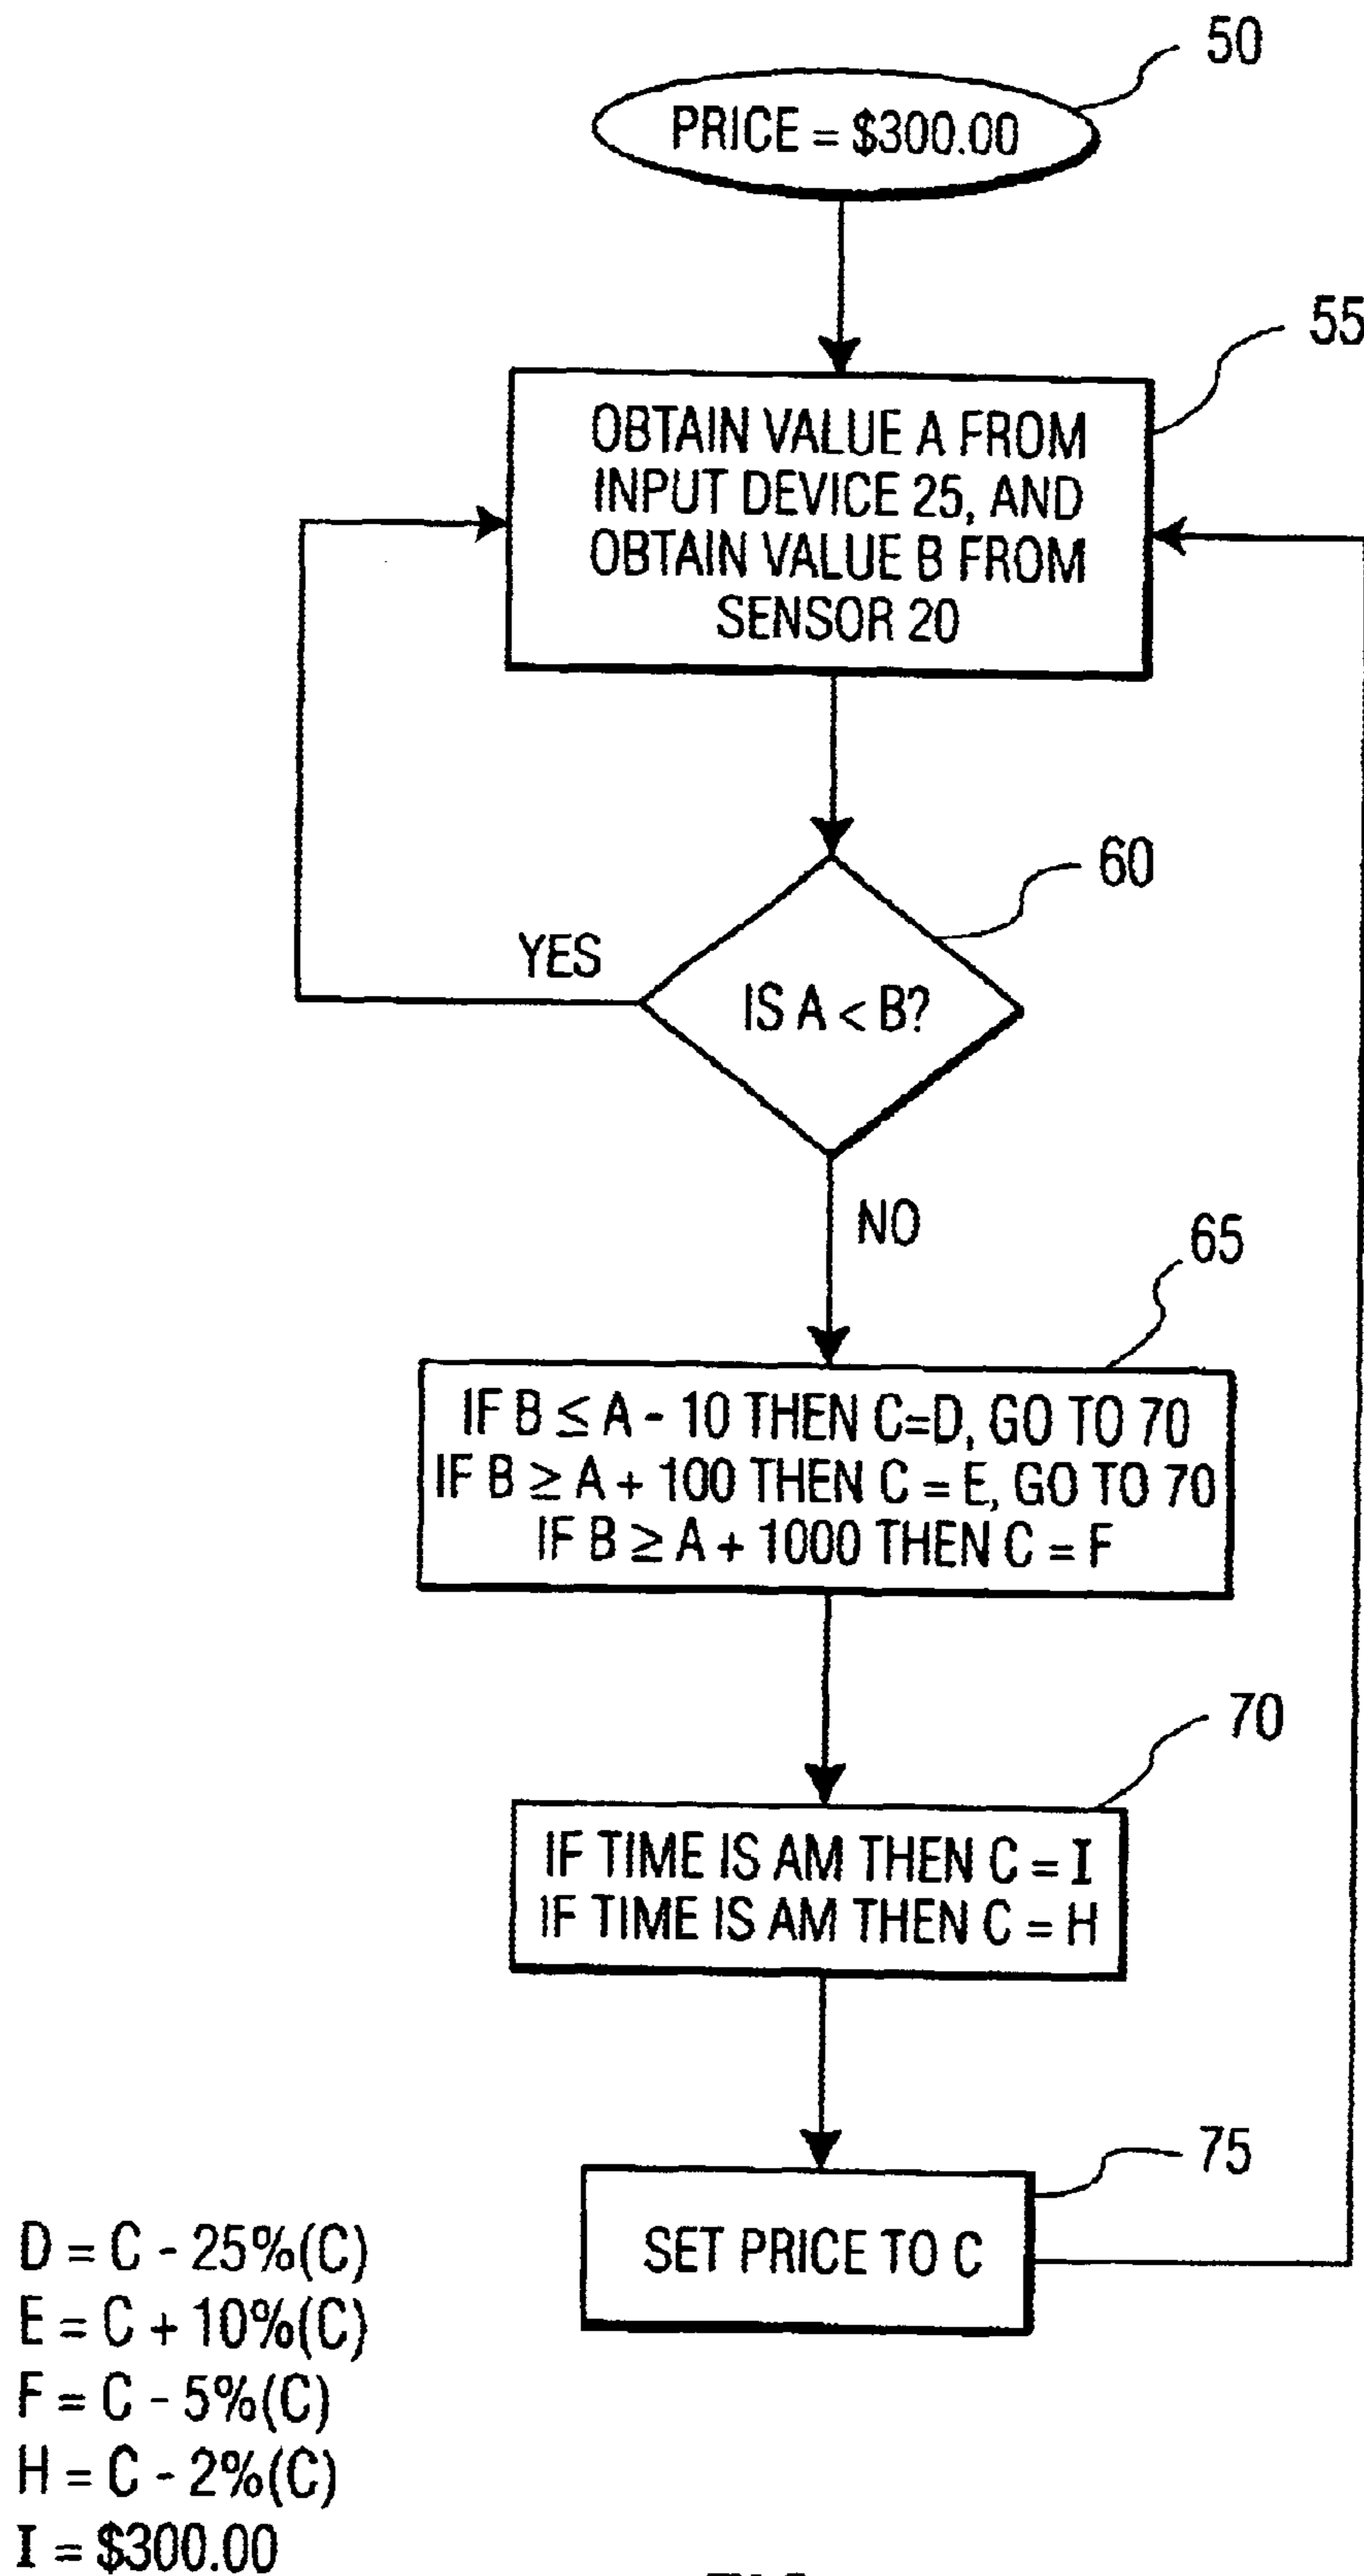 50
PRICE = $300.00
55
OBTAIN VALUE A FROM
INPUT DEVICE 25, AND
OBTAIN VALUE B FROM
SENSOR 20
60
YES
IS A < B?
NO
65
IF B ≤ A - 10 THEN C=D, GO TO 70
IF B ≥ A + 100 THEN C = E, GO TO 70
IF B ≥ A + 1000 THEN C = F
70
IF TIME IS AM THEN C = I
IF TIME IS AM THEN C = H
75
SET PRICE TO C
D = C - 25%(C)
E = C + 10%(C)
F = C - 5%(C)
H = C - 2%(C)
I = $300.00